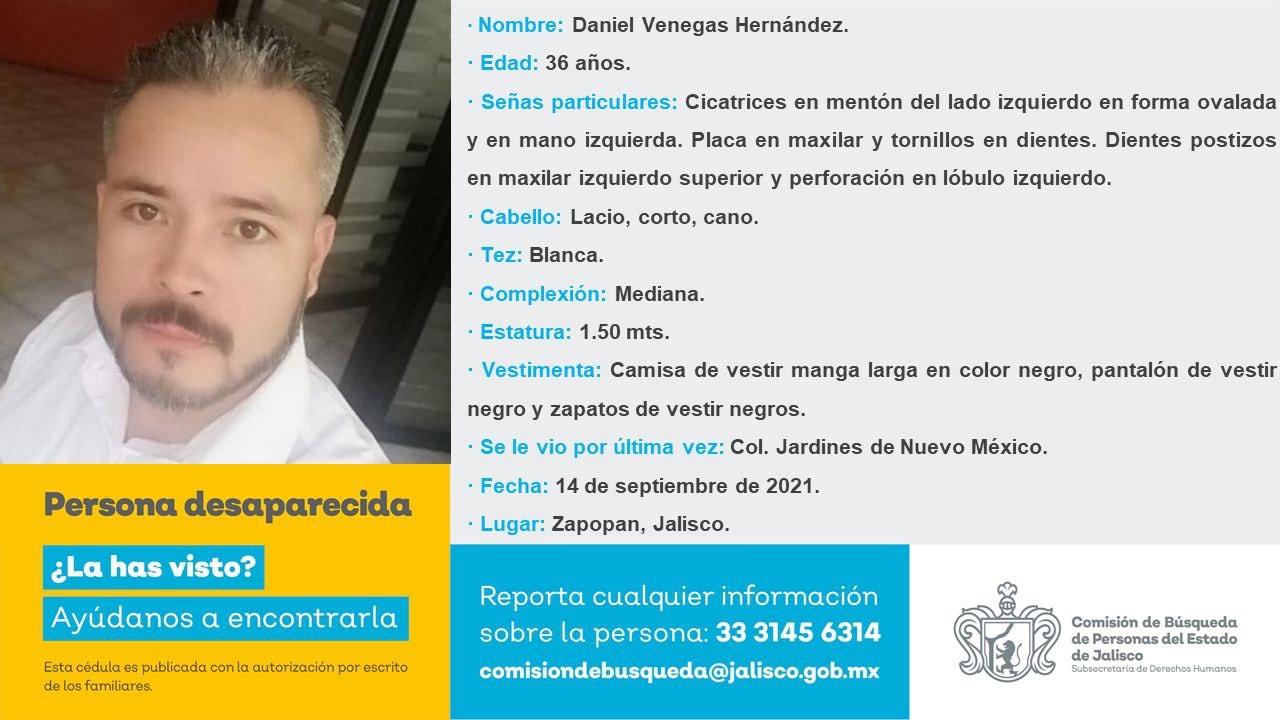 · Nombre: Daniel Venegas Hernández.
· Edad: 36 años.
· Señas particulares: Cicatrices en mentón del lado izquierdo en forma ovalada
y en mano izquierda. Placa en maxilar y tornillos en dientes. Dientes postizos
en maxilar izquierdo superior y perforación en lóbulo izquierdo.
· Cabello: Lacio, corto, cano.
· Tez: Blanca.
· Complexión: Mediana.
· Estatura: 1.50 mts.
· Vestimenta: Camisa de vestir manga larga en color negro, pantalón de vestir
negro y zapatos de vestir negros.
· Se le vio por última vez: Col. Jardines de Nuevo México.
· Fecha: 14 de septiembre de 2021.
· Lugar: Zapopan, Jalisco.
Persona desaparecida
¿La has visto?
Ayúdanos a encontrarla
Esta cédula es publicada con la autorización por escrito
de los familiares.
Reporta cualquier información
sobre la persona: 33 3145 6314
comisiondebusqueda@jalisco.gob.mx
Comisión de Búsqueda
de Personas del Estado
de Jalisco
Subsecretaría de Derechos Humanos